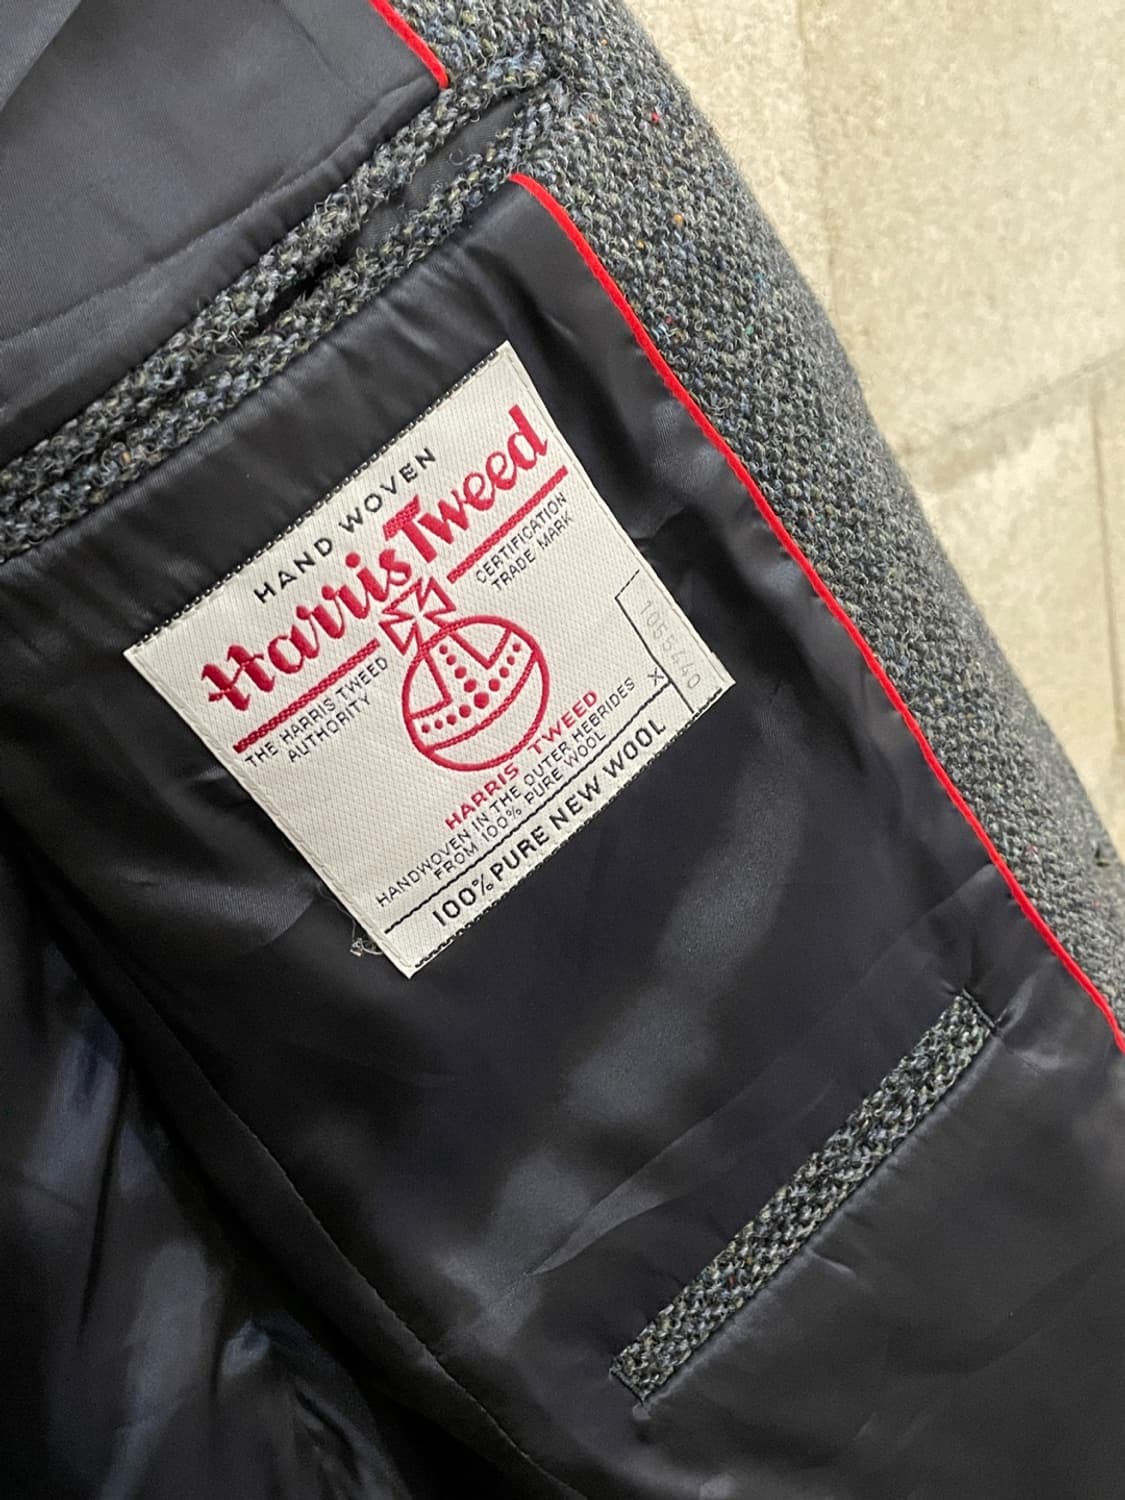 HAND WOVEN
Harris Tweed
THE HARRIS TWEED
AUTHORITY
CERTIFICATION
TRADE MARK
HARRIS TWEED
HANDWOVEN IN THE OUTER HEBRIDES
FROM 100% PURE WOOL
X
100% PURE NEW WOOL